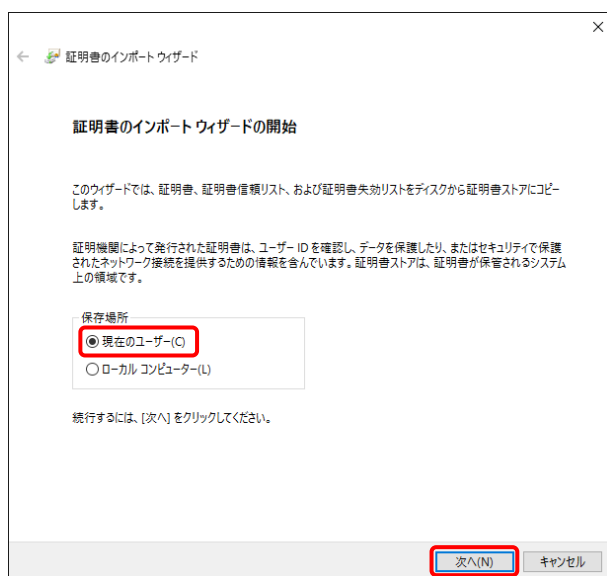 証明書のインポート ウィザード
証明書のインポート ウィザードの開始
このウィザードでは、証明書、証明書信頼リスト、および証明書失効リストをディスクから証明書ストアにコピー
します。
証明機関によって発行された証明書は、ユーザー ID を確認し、データを保護したり、またはセキュリティで保護
されたネットワーク接続を提供するための情報を含んでいます。証明書ストアは、証明書が保管されるシステム
上の領域です。
保存場所
現在のユーザー(C)
ローカル コンピューター(L)
続行するには、[次へ] をクリックしてください。
次へ(N) キャンセル